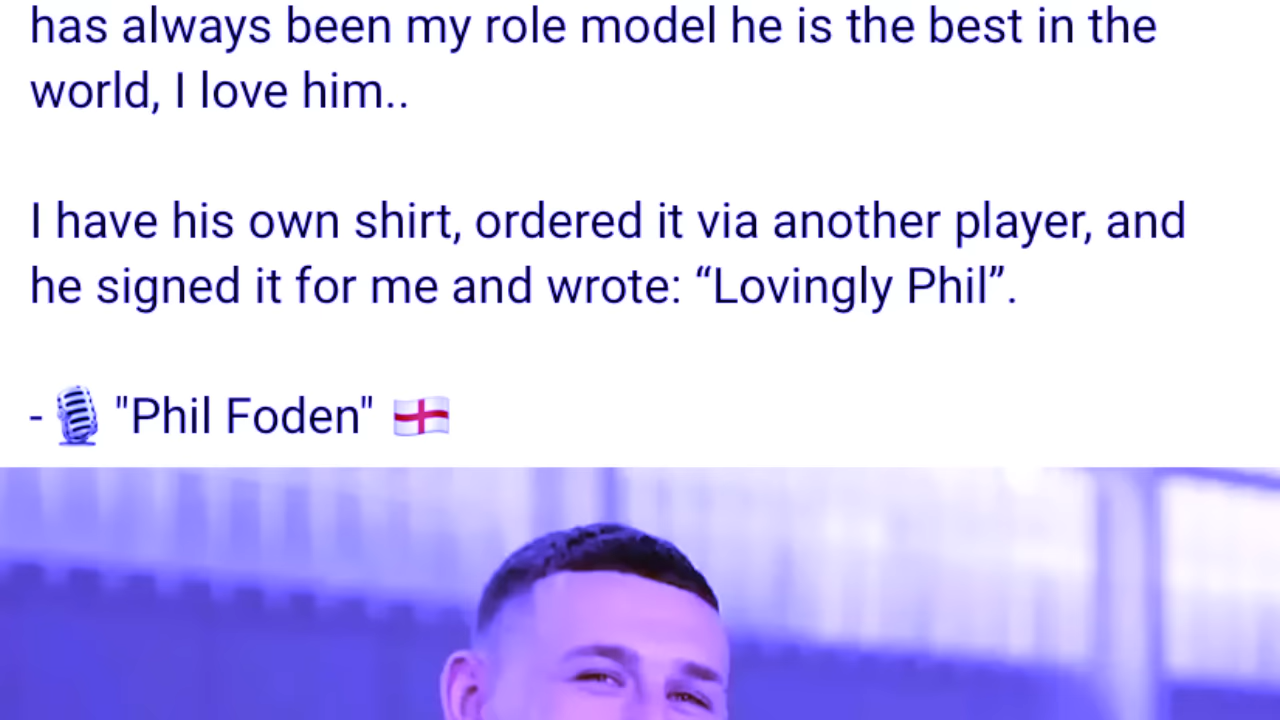 has always been my role model he is the best in the
world, I love him..
I have his own shirt, ordered it via another player, and
he signed it for me and wrote: “Lovingly Phil”.
-🎙️ "Phil Foden" 🏴󠁧󠁢󠁥󠁮󠁧󠁿